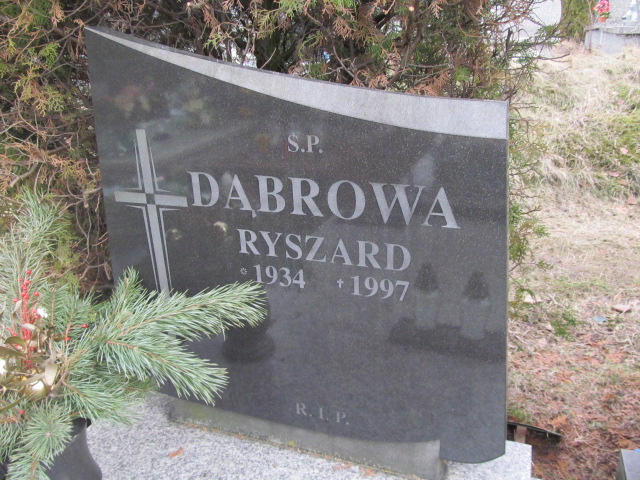 Ś.P.
DĄBROWA
RYSZARD
* 1934 + 1997
R. I. P.